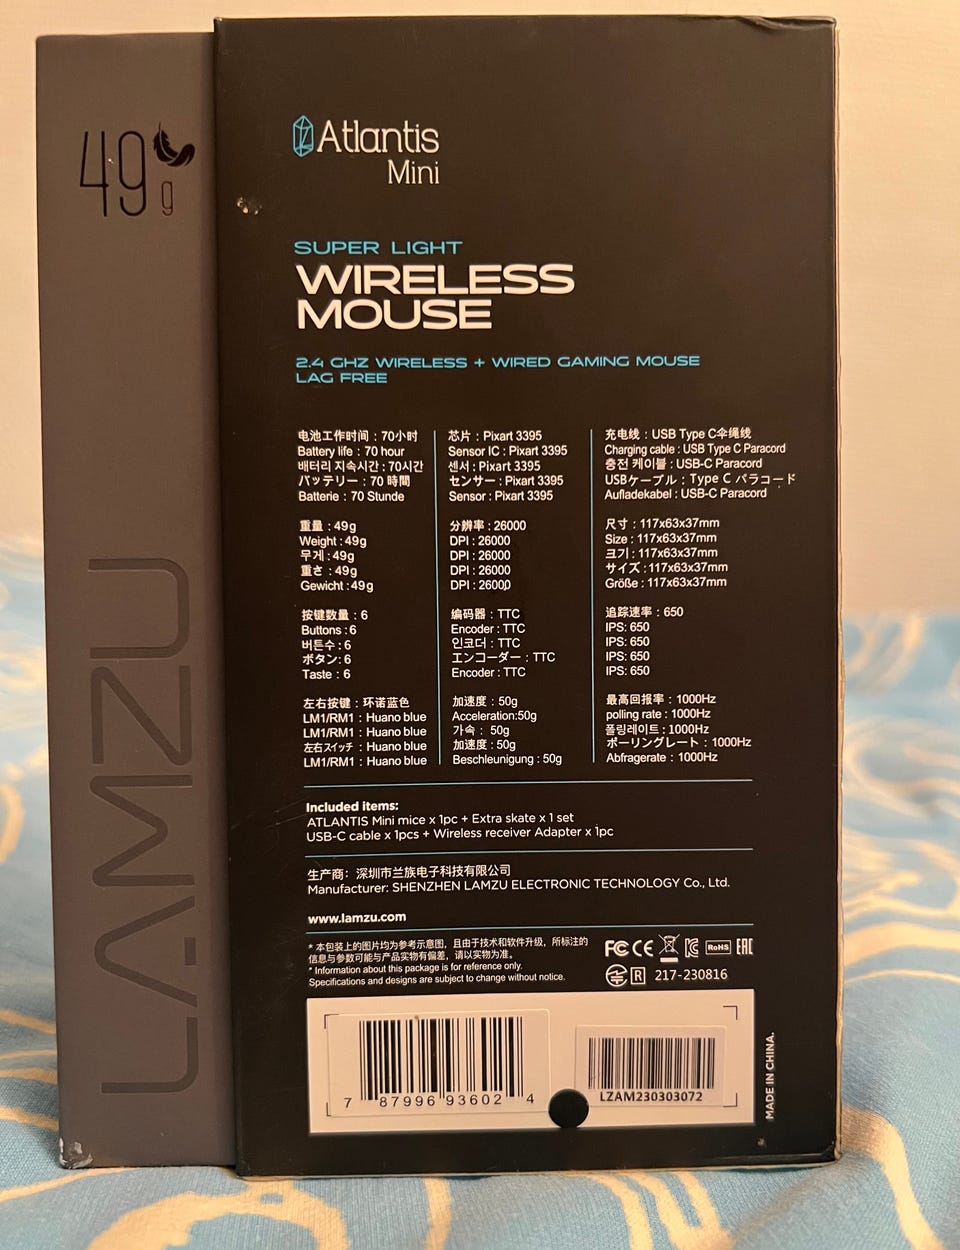 49g
LAMZU
Atlantis
Mini
SUPER LIGHT
WIRELESS
MOUSE
2.4 GHZ WIRELESS + WIRED GAMING MOUSE
LAG FREE
电池工作时间 : 70小时
Battery life : 70 hour
배터리 지속시간 : 70시간
バッテリー : 70 時間
Batterie : 70 Stunde
重量 : 49g
Weight : 49g
무게 : 49g
重さ : 49g
Gewicht : 49g
按键数量 : 6
Buttons : 6
버튼수 : 6
ボタン: 6
Taste : 6
左右按键 : 环诺蓝色
LM1/RM1 : Huano blue
LM1/RM1 : Huano blue
左右スイッチ : Huano blue
LM1/RM1 : Huano blue
芯片 : Pixart 3395
Sensor IC : Pixart 3395
센서 : Pixart 3395
センサー : Pixart 3395
Sensor : Pixart 3395
分辨率 : 26000
DPI : 26000
DPI : 26000
DPI : 26000
DPI : 26000
编码器 : TTC
Encoder : TTC
인코더 : TTC
エンコーダー : TTC
Encoder : TTC
加速度 : 50g
Acceleration:50g
가속 : 50g
加速度 : 50g
Beschleunigung : 50g
充电线 : USB Type C伞绳线
Charging cable : USB Type C Paracord
충전 케이블 : USB-C Paracord
USBケーブル : Type C パラコード
Aufladekabel : USB-C Paracord
尺寸 : 117x63x37mm
Size : 117x63x37mm
크기 : 117x63x37mm
サイズ : 117x63x37mm
Größe : 117x63x37mm
追踪速率 : 650
IPS: 650
IPS: 650
IPS: 650
IPS: 650
最高回报率 : 1000Hz
polling rate : 1000Hz
폴링레이트 : 1000Hz
ポーリングレート : 1000Hz
Abfragerate : 1000Hz
Included items:
ATLANTIS Mini mice x 1pc + Extra skate x 1 set
USB-C cable x 1pcs + Wireless receiver Adapter x 1pc
生产商: 深圳市兰族电子科技有限公司
Manufacturer: SHENZHEN LAMZU ELECTRONIC TECHNOLOGY Co., Ltd.
www.lamzu.com
* 本包装上的图片均为参考示意图，且由于技术和软件升级，所标注的
信息与参数可能与产品实物有偏差，请以实物为准。
* Information about this package is for reference only.
Specifications and designs are subject to change without notice.
FC CE RoHS EAC
R 217-230816
7 87996 93602 4
LZAM230303072
MADE IN CHINA.